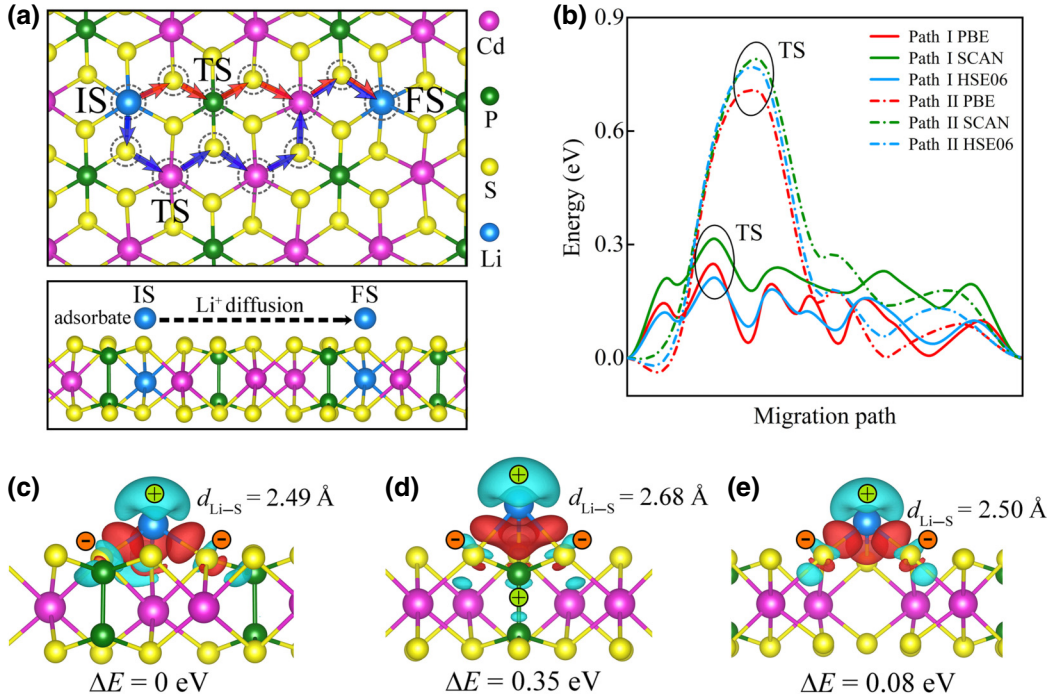 (a)
IS
TS
FS
TS
Cd
P
S
Li
IS
FS
adsorbate
Li⁺ diffusion
(b)
0.9
0.6
0.3
0.0
Energy (eV)
Migration path
TS
TS
Path I PBE
Path I SCAN
Path I HSE06
Path II PBE
Path II SCAN
Path II HSE06
(c)
+
d_Li–S = 2.49 Å
−
−
ΔE = 0 eV
(d)
+
d_Li–S = 2.68 Å
−
−
+
ΔE = 0.35 eV
(e)
+
d_Li–S = 2.50 Å
−
−
ΔE = 0.08 eV